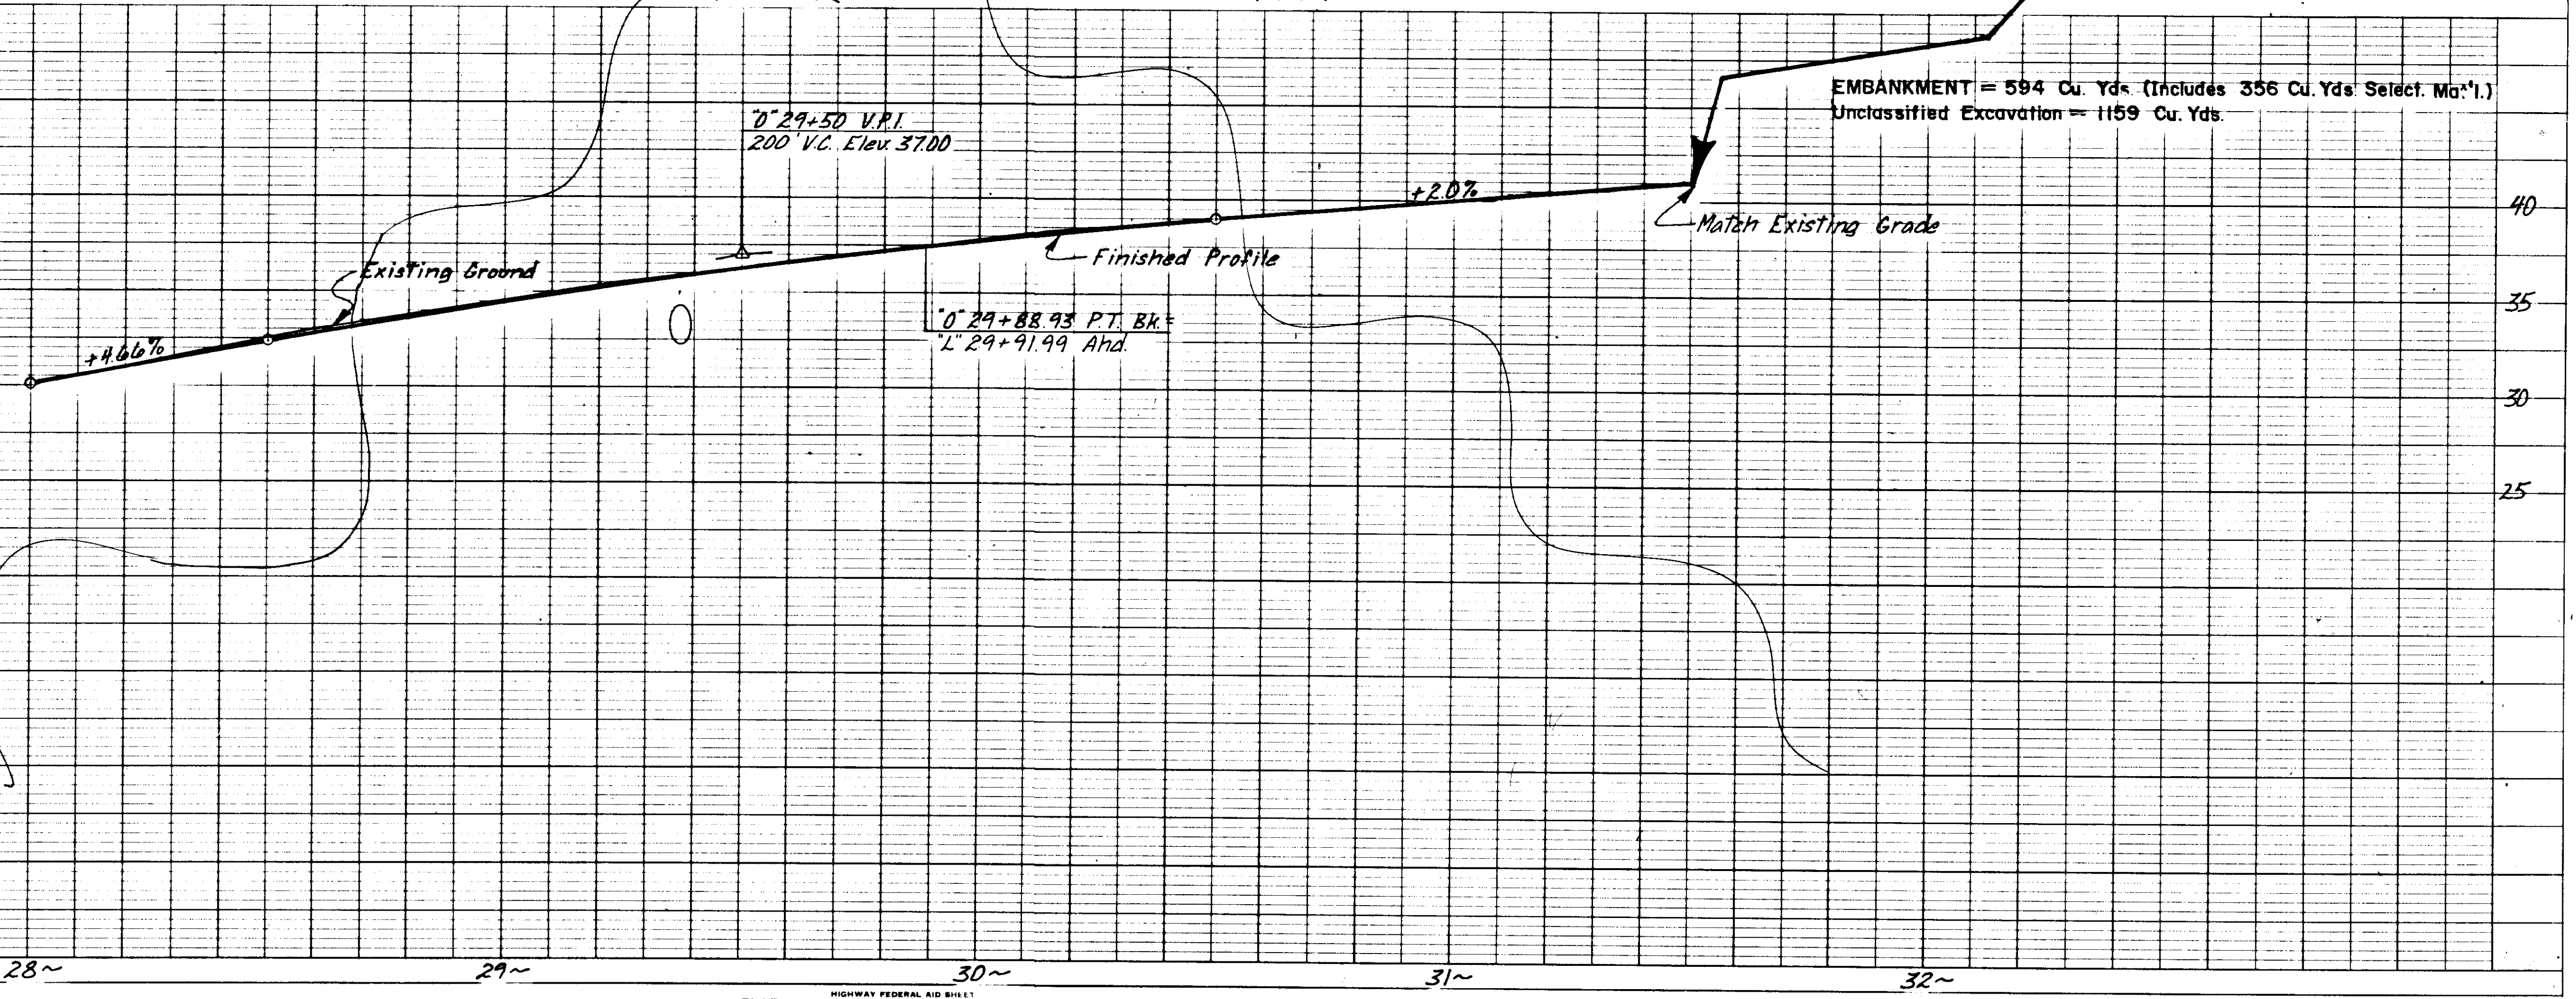 EMBANKMENT = 594 Cu. Yds. (Includes 356 Cu. Yds. Select. Mat'l.)
Unclassified Excavation = 1159 Cu. Yds.
"O" 29+50 V.P.I.
200' V.C. Elev. 37.00
+2.0%
40
Match Existing Grade
Finished Profile
Existing Ground
35
"O" 29+88.93 P.T. Bk. =
"L" 29+91.99 Ahd.
+4.66%
30
25
28~ 29~ 30~ 31~ 32~
HIGHWAY FEDERAL AID SHEET